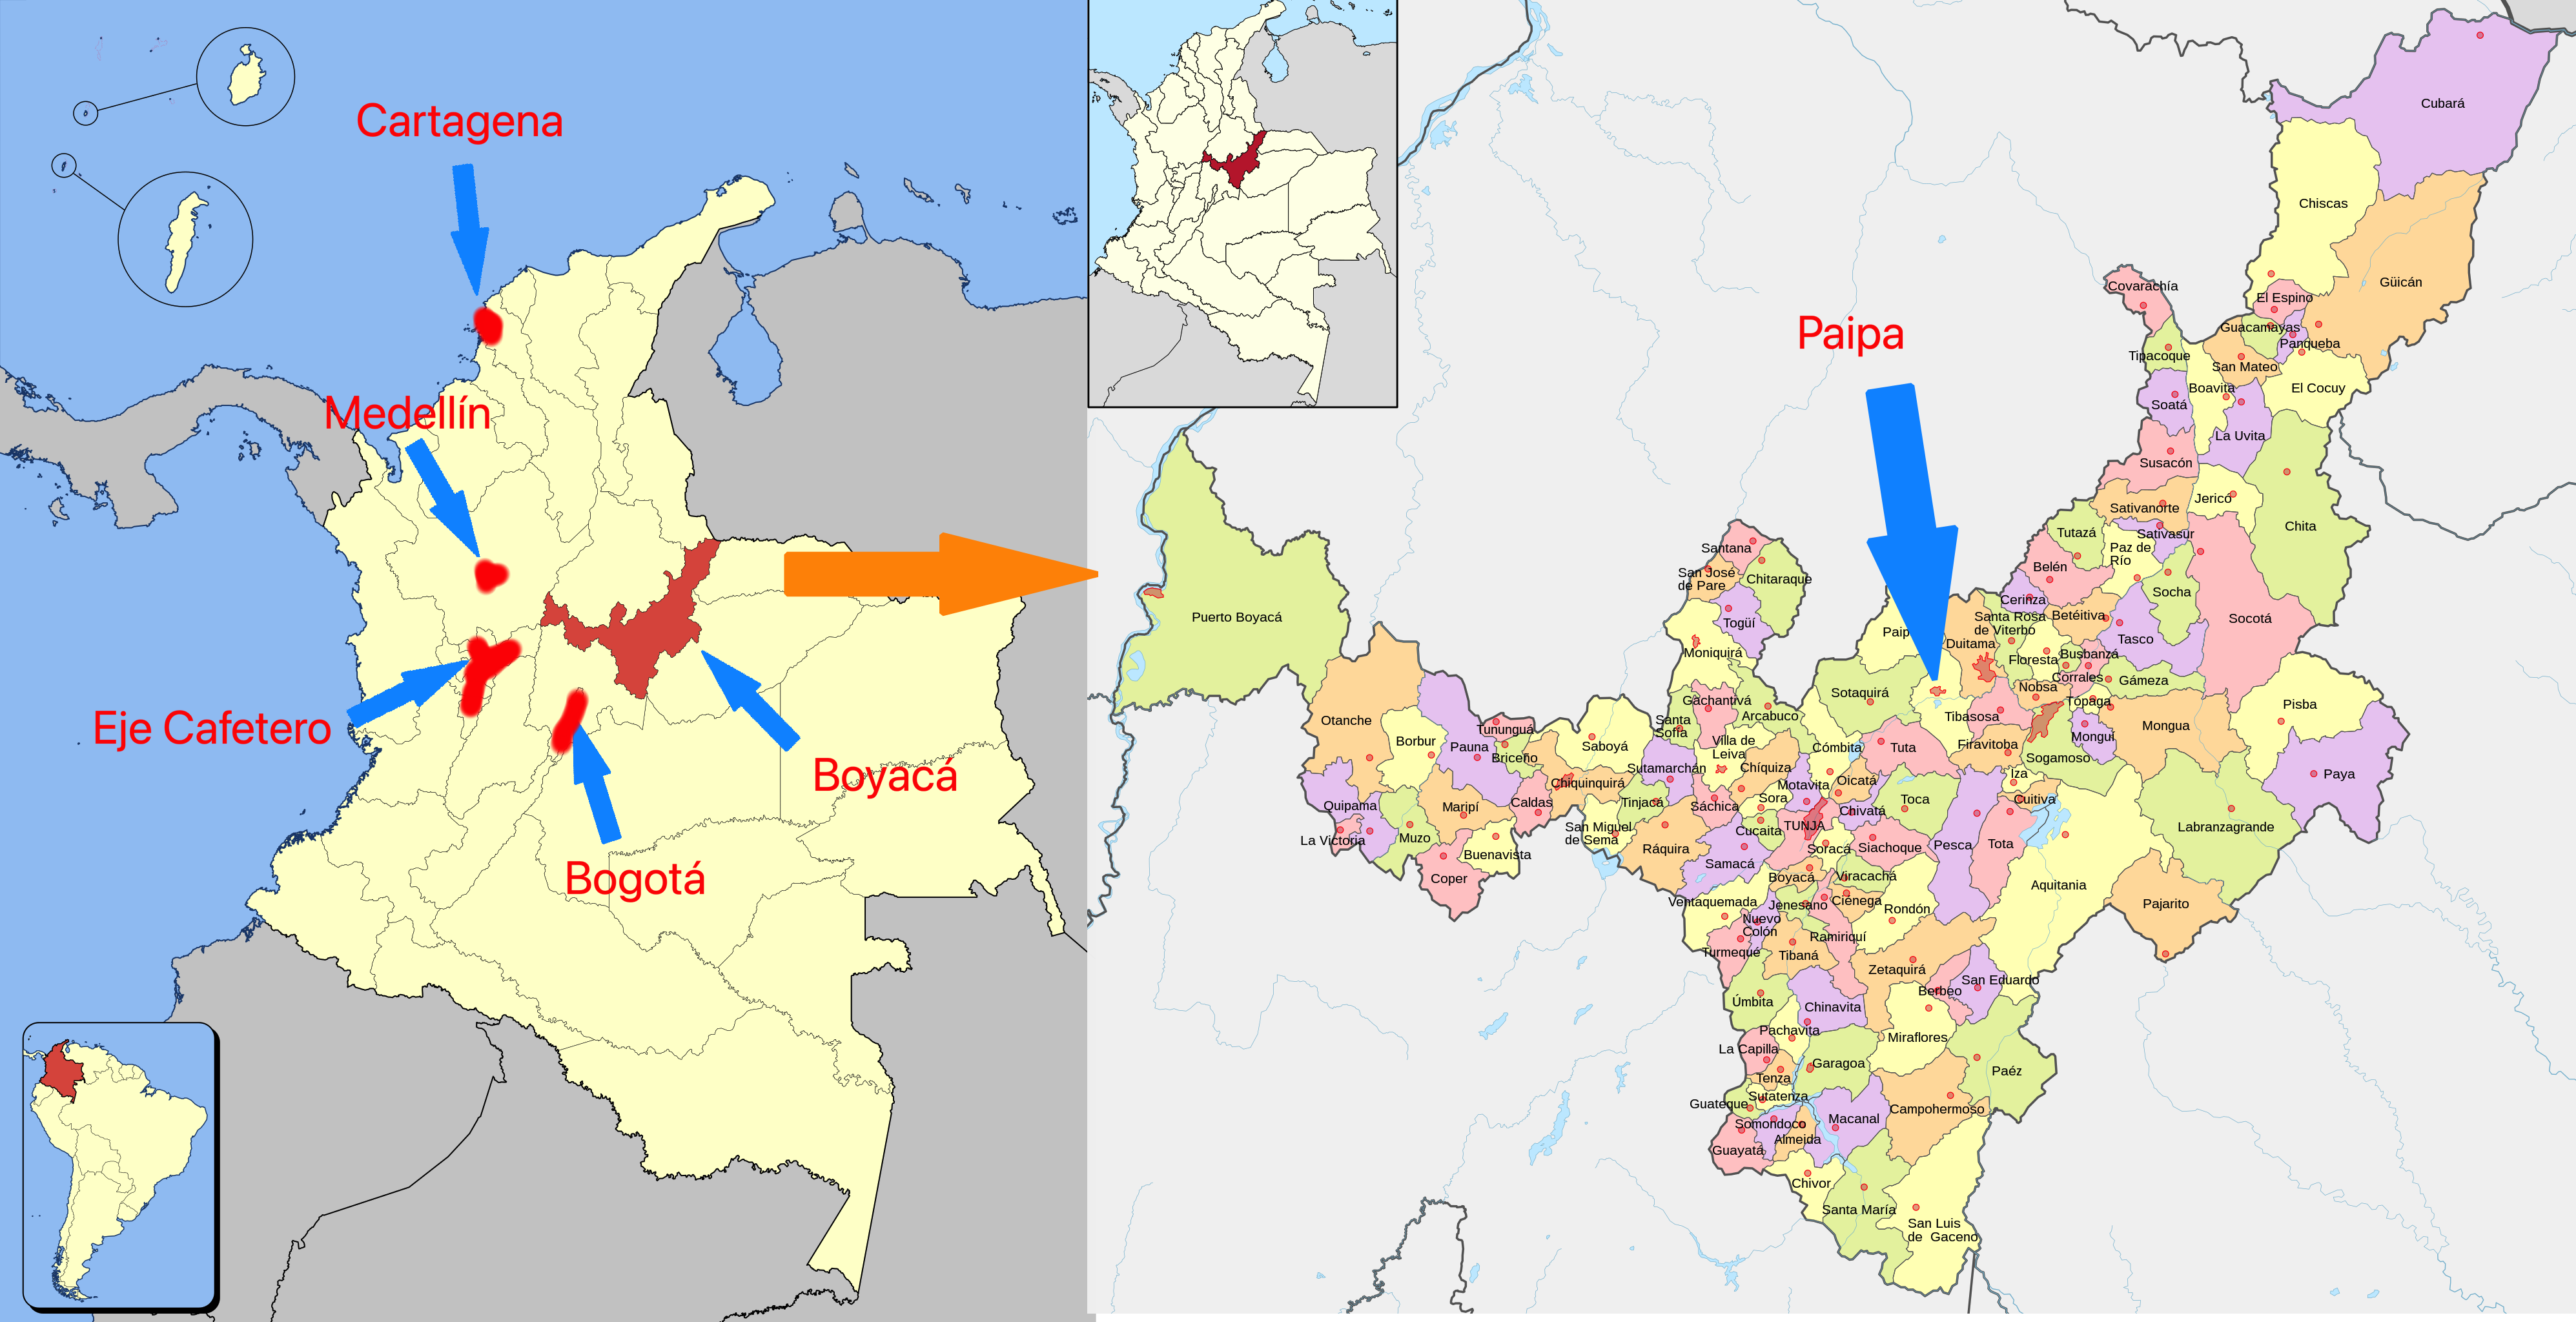 Cartagena
Medellín
Eje Cafetero
Boyacá
Bogotá
Paipa
Cubará
Chiscas
Güicán
Covarachía
El Espino
Guacamayas
Panqueba
Tipacoque
San Mateo
Boavita
El Cocuy
Soatá
La Uvita
Susacón
Jericó
Sativanorte
Chita
Tutazá
Sativasur
Paz de
Río
Belén
Socha
Cerinza
Santa Rosa
de Viterbo
Betéitiva
Socotá
Tasco
Paip
Duitama
Floresta
Busbanzá
Corrales
Gámeza
Nobsa
Tópaga
Tibasosa
Mongua
Pisba
Mongui
Firavitoba
Sogamoso
Iza
Cuitiva
Paya
Labranzagrande
Puerto Boyacá
Santana
San José
de Pare
Chitaraque
Togüí
Moniquirá
Sotaquirá
Gachantivá
Arcabuco
Santa
Sofía
Villa de
Leiva
Cómbita
Tuta
Otanche
Borbur
Pauna
Tununguá
Briceño
Saboyá
Chiquinquirá
Sutamarchán
Chíquiza
Motavita
Oicatá
Sora
Toca
Quipama
Maripí
Caldas
Tinjacá
Sáchica
Cucaita
TUNJA
Chivatá
La Victoria
Muzo
Buenavista
San Miguel
de Sema
Ráquira
Samacá
Soracá
Siachoque
Pesca
Tota
Coper
Boyacá
Viracachá
Aquitania
Pajarito
Ventaquemada
Jenesano
Ciénega
Rondón
Nuevo
Colón
Ramiriquí
Turmequé
Tibaná
Zetaquirá
San Eduardo
Berbeo
Úmbita
Chinavita
Pachavita
Miraflores
La Capilla
Garagoa
Páez
Tenza
Sutatenza
Guateque
Campohermoso
Somondoco
Macanal
Almeida
Guayatá
Chivor
Santa María
San Luis
de Gaceno